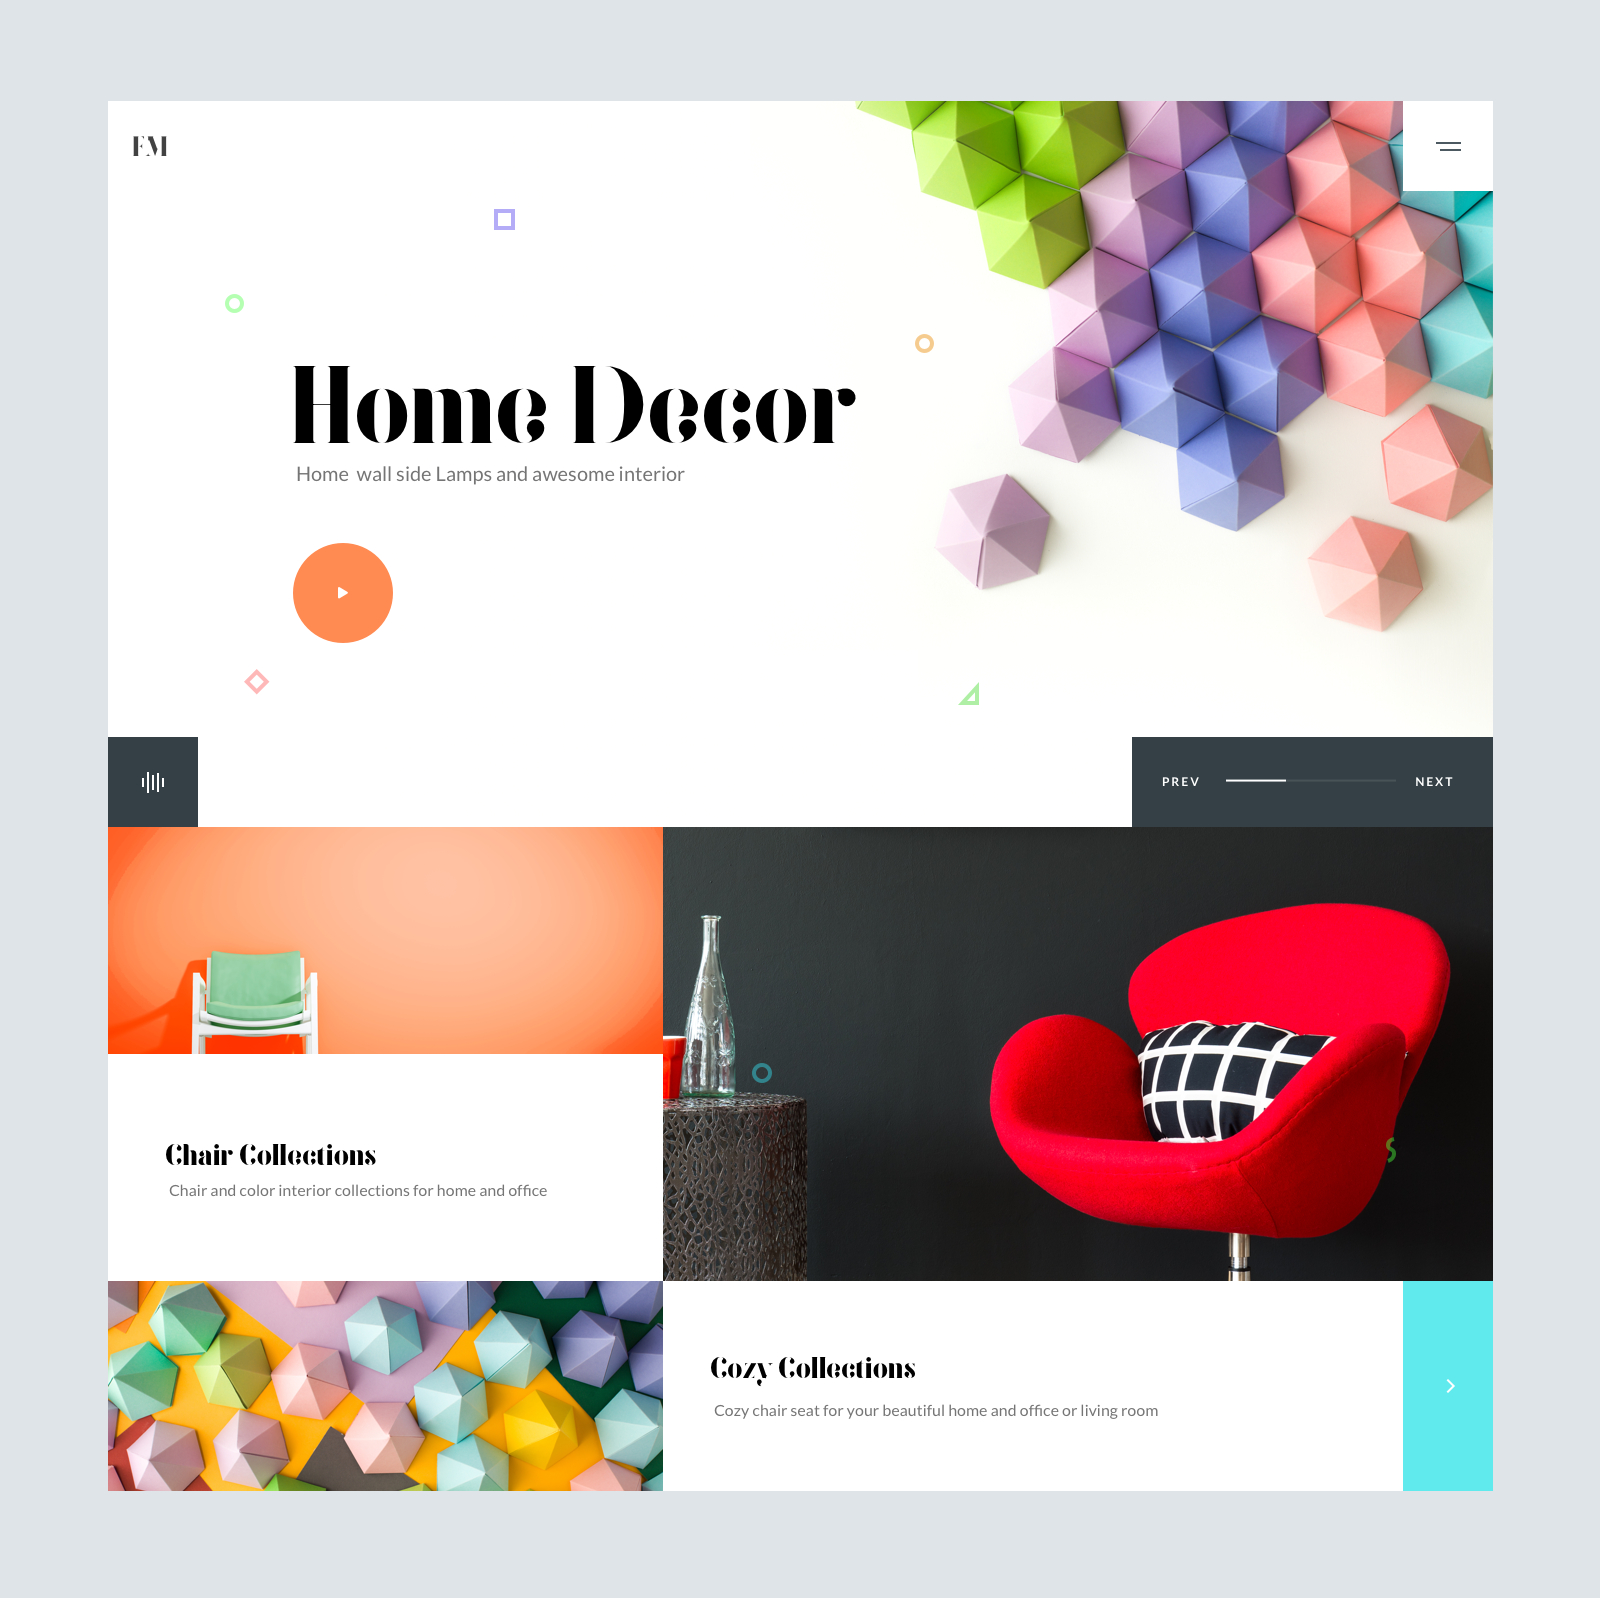 FM
Home Decor
Home wall side Lamps and awesome interior
PREV
NEXT
Chair Collections
Chair and color interior collections for home and office
Cozy Collections
Cozy chair seat for your beautiful home and office or living room